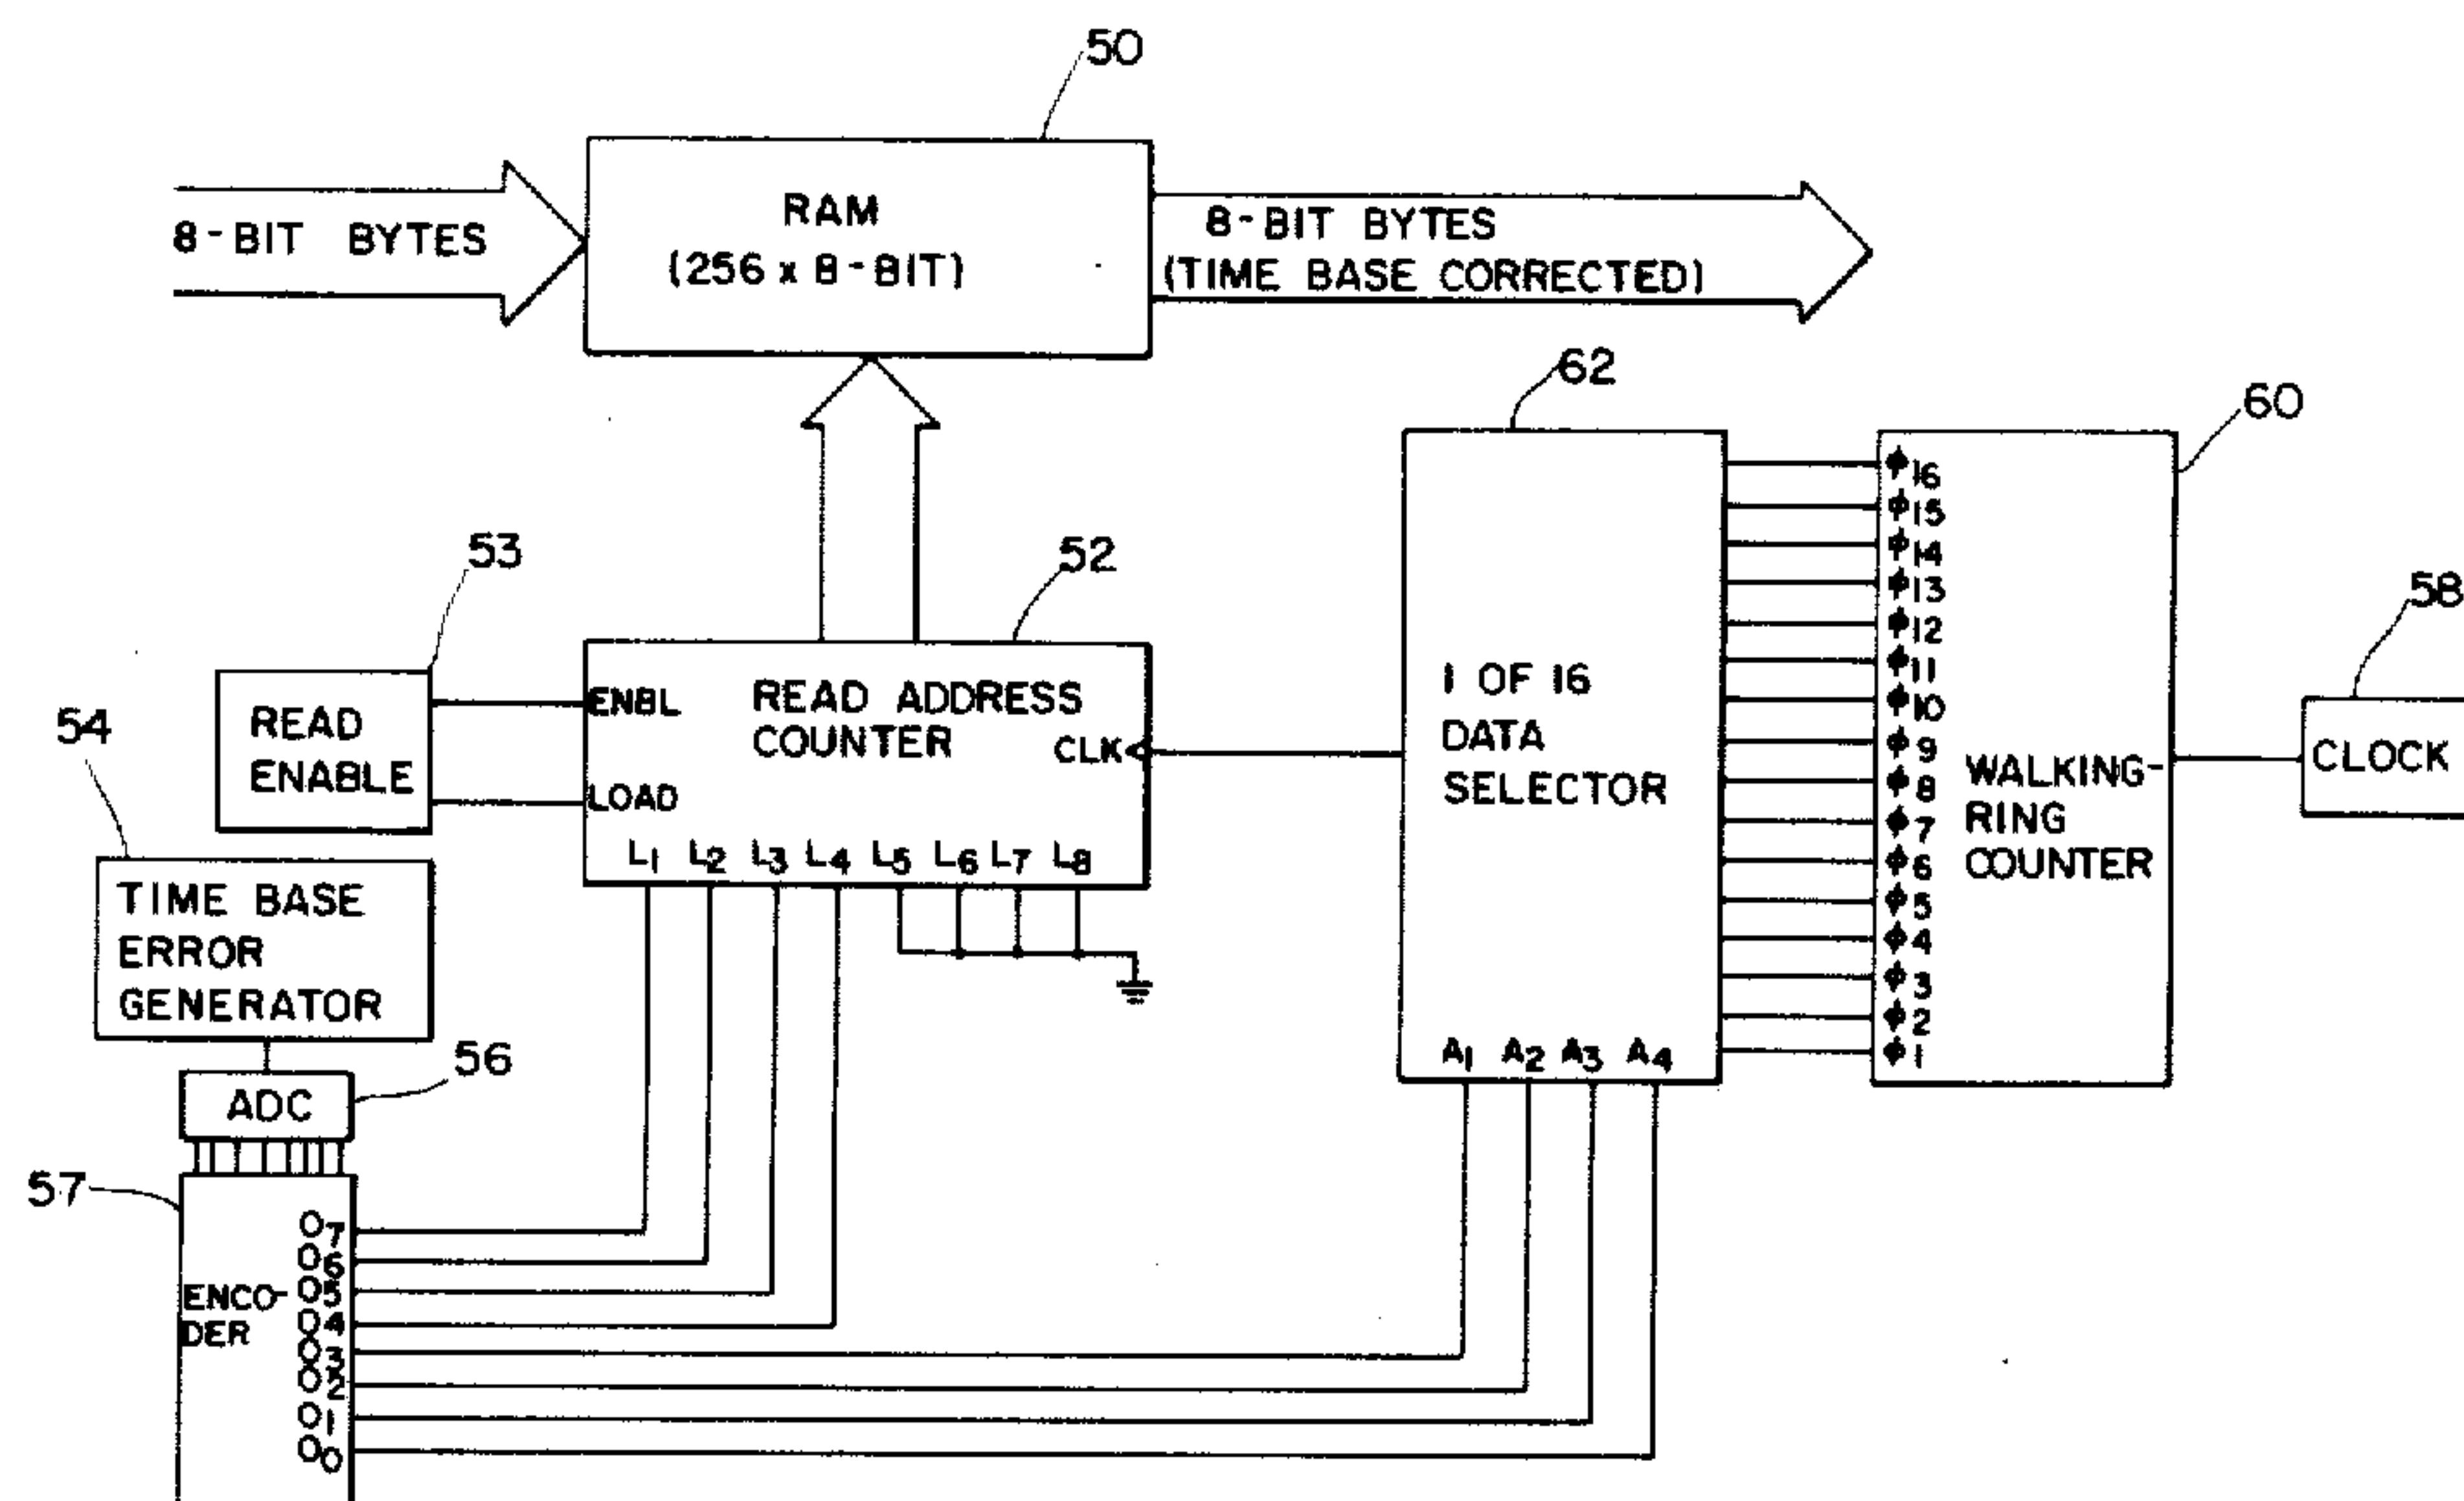 50
RAM
(256 x 8-BIT)
8-BIT BYTES
8-BIT BYTES
(TIME BASE CORRECTED)
62
60
53
52
58
54
READ
ENABLE
ENBL
LOAD
READ ADDRESS
COUNTER
CLK
L1 L2 L3 L4 L5 L6 L7 L8
1 OF 16
DATA
SELECTOR
A1 A2 A3 A4
ϕ16
ϕ15
ϕ14
ϕ13
ϕ12
ϕ11
ϕ10
ϕ9
ϕ8
ϕ7
ϕ6
ϕ5
ϕ4
ϕ3
ϕ2
ϕ1
WALKING-
RING
COUNTER
CLOCK
TIME BASE
ERROR
GENERATOR
56
ADC
57
ENCO-
DER
O7
O6
O5
O4
O3
O2
O1
O0